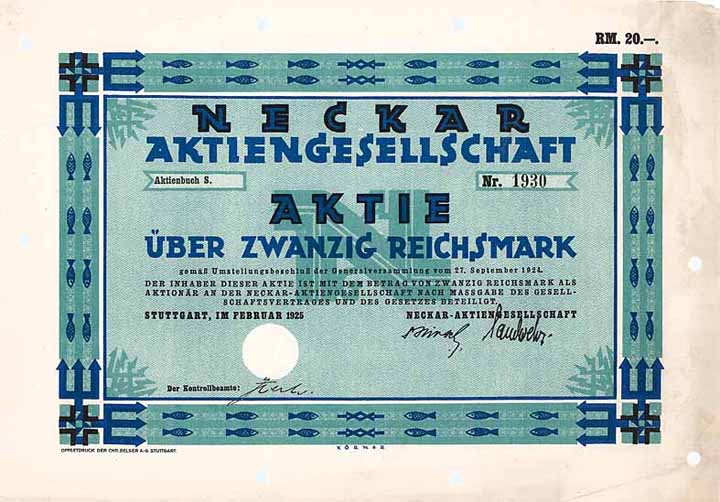 RM. 20.—.
NECKAR
AKTIENGESELLSCHAFT
Aktienbuch S.
Nr. 1930
AKTIE
ÜBER ZWANZIG REICHSMARK
gemäß Umstellungsbeschluß der Generalversammlung vom 27. September 1924.
DER INHABER DIESER AKTIE IST MIT DEM BETRAG VON ZWANZIG REICHSMARK ALS
AKTIONÄR AN DER NECKAR-AKTIENGESELLSCHAFT NACH MASSGABE DES GESELL-
SCHAFTSVERTRAGES UND DES GESETZES BETEILIGT.
STUTTGART, IM FEBRUAR 1925
NECKAR-AKTIENGESELLSCHAFT
Der Kontrollbeamte:
OFFSETDRUCK DER CHR. BELSER A.-G. STUTTGART.